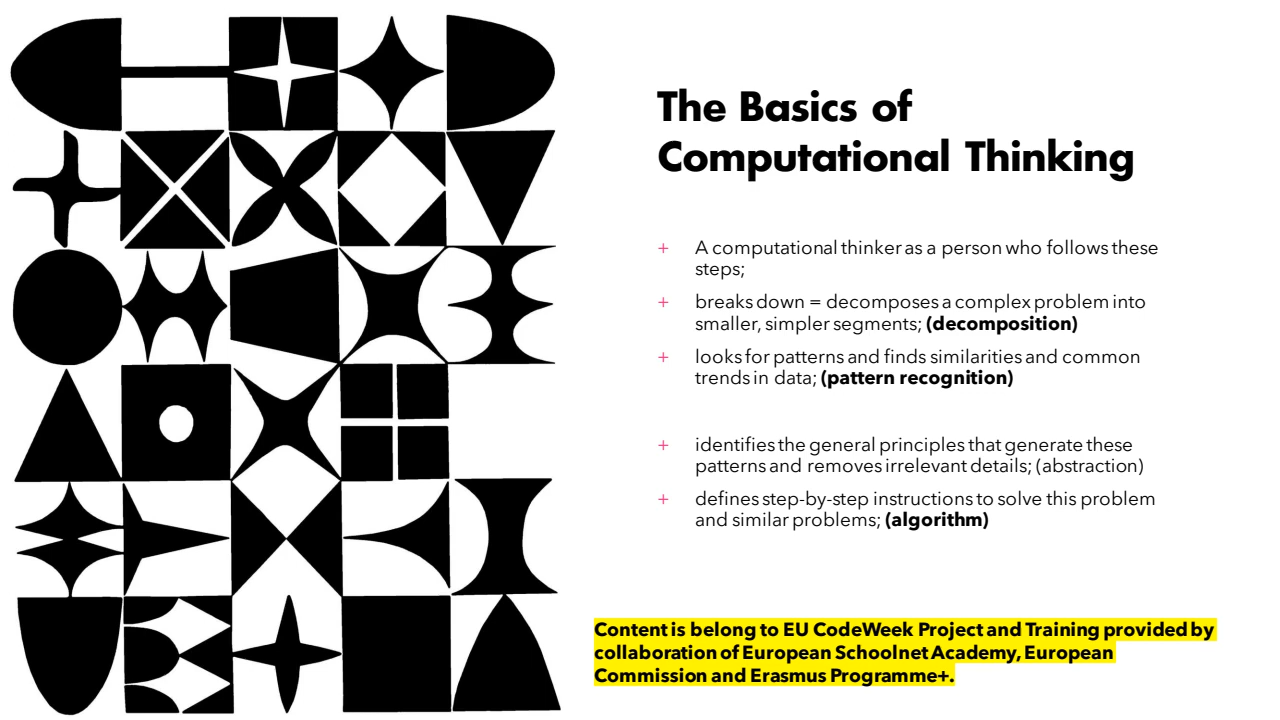 The Basics of
Computational Thinking
+ A computational thinker as a person who follows these
steps;
+ breaks down = decomposes a complex problem into
smaller, simpler segments; (decomposition)
+ looks for patterns and finds similarities and common
trends in data; (pattern recognition)
+ identifies the general principles that generate these
patterns and removes irrelevant details; (abstraction)
+ defines step-by-step instructions to solve this problem
and similar problems; (algorithm)
Content is belong to EU CodeWeek Project and Training provided by
collaboration of European Schoolnet Academy, European
Commission and Erasmus Programme+.